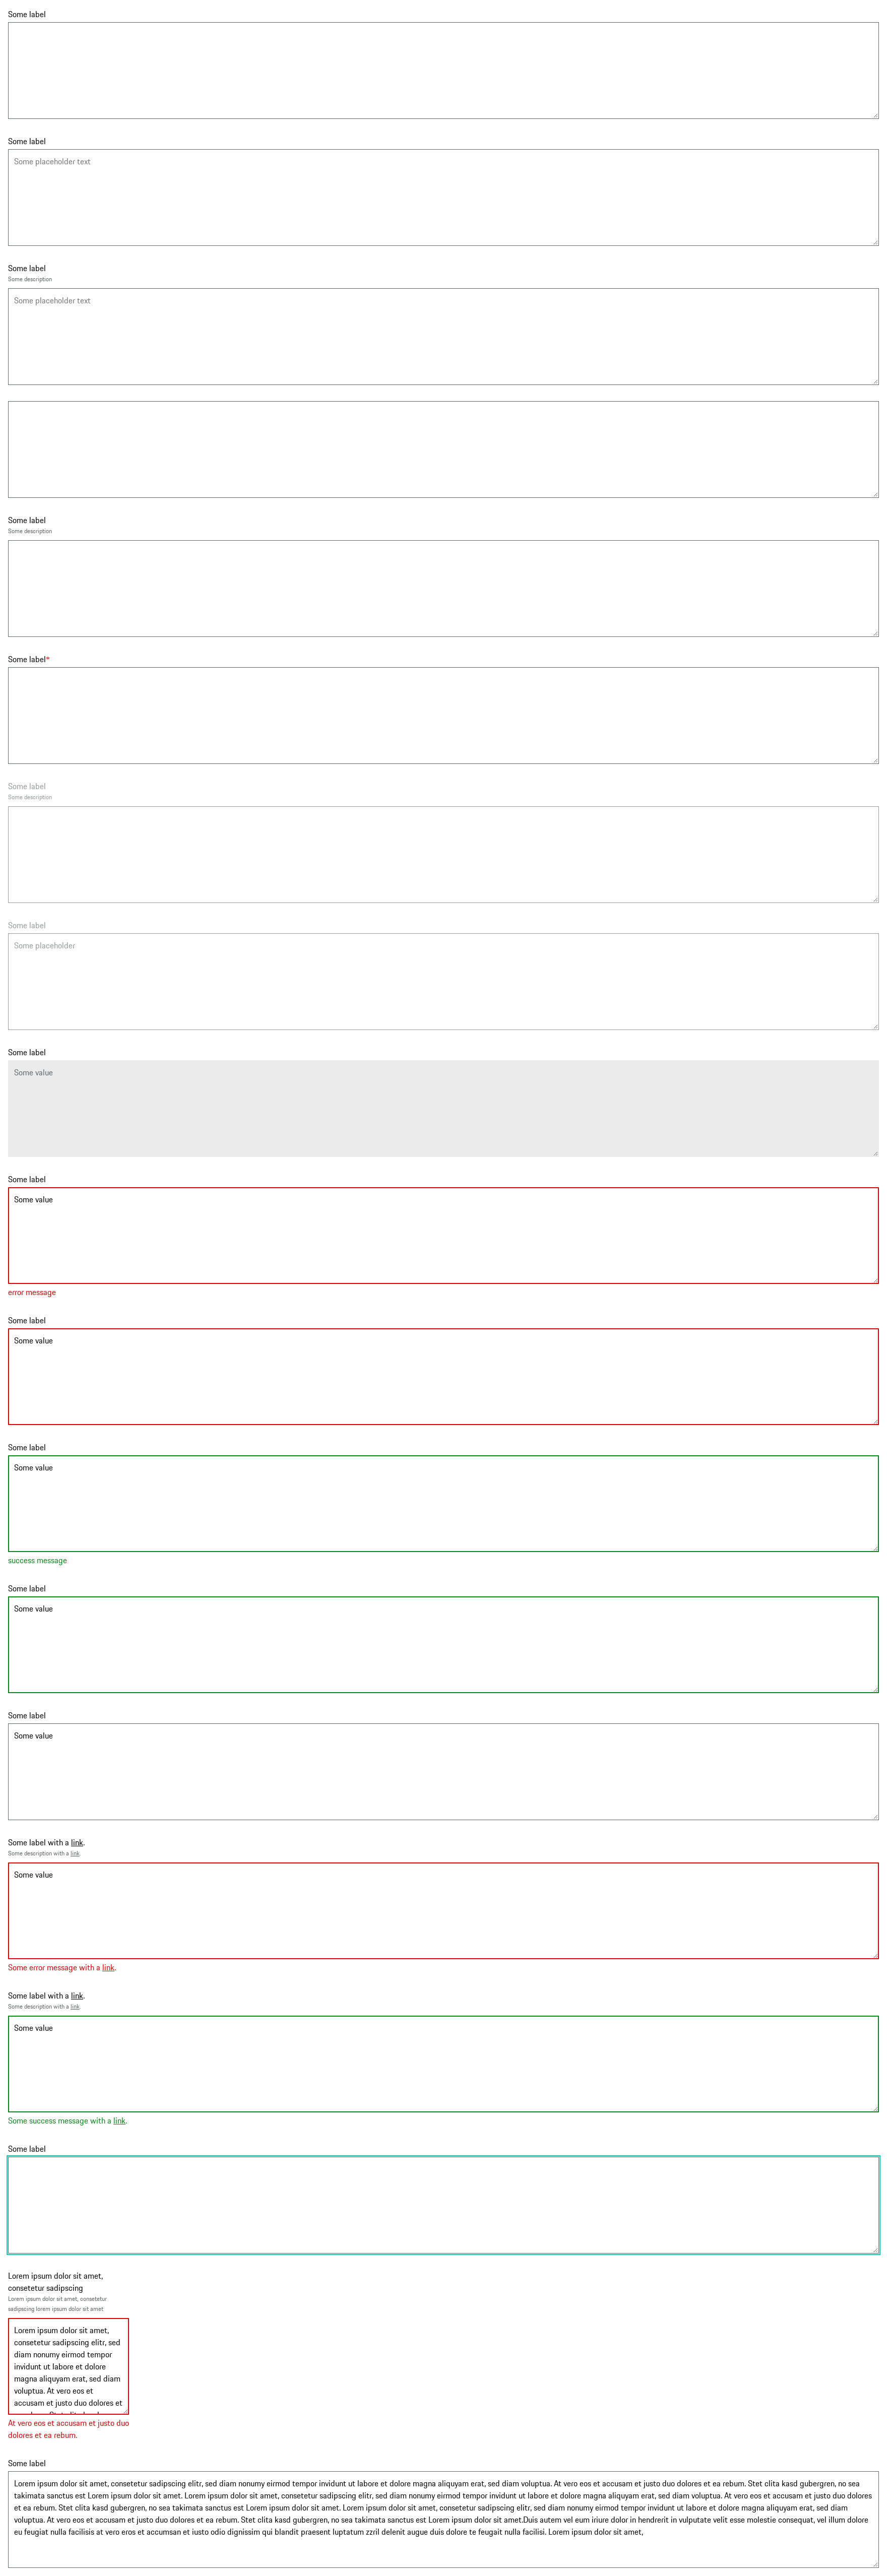 Some label
Some label
Some placeholder text
Some label
Some description
Some placeholder text
Some label
Some description
Some label*
Some label
Some description
Some label
Some placeholder
Some label
Some value
Some label
Some value
error message
Some label
Some value
Some label
Some value
success message
Some label
Some value
Some label
Some value
Some label with a link.
Some description with a link.
Some value
Some error message with a link.
Some label with a link.
Some description with a link.
Some value
Some success message with a link.
Some label
Lorem ipsum dolor sit amet,
consetetur sadipscing
Lorem ipsum dolor sit amet, consetetur
sadipscing lorem ipsum dolor sit amet
Lorem ipsum dolor sit amet,
consetetur sadipscing elitr, sed
diam nonumy eirmod tempor
invidunt ut labore et dolore
magna aliquyam erat, sed diam
voluptua. At vero eos et
accusam et justo duo dolores et
At vero eos et accusam et justo duo
dolores et ea rebum.
Some label
Lorem ipsum dolor sit amet, consetetur sadipscing elitr, sed diam nonumy eirmod tempor invidunt ut labore et dolore magna aliquyam erat, sed diam voluptua. At vero eos et accusam et justo duo dolores et ea rebum. Stet clita kasd gubergren, no sea
takimata sanctus est Lorem ipsum dolor sit amet. Lorem ipsum dolor sit amet, consetetur sadipscing elitr, sed diam nonumy eirmod tempor invidunt ut labore et dolore magna aliquyam erat, sed diam voluptua. At vero eos et accusam et justo duo dolores
et ea rebum. Stet clita kasd gubergren, no sea takimata sanctus est Lorem ipsum dolor sit amet. Lorem ipsum dolor sit amet, consetetur sadipscing elitr, sed diam nonumy eirmod tempor invidunt ut labore et dolore magna aliquyam erat, sed diam
voluptua. At vero eos et accusam et justo duo dolores et ea rebum. Stet clita kasd gubergren, no sea takimata sanctus est Lorem ipsum dolor sit amet.Duis autem vel eum iriure dolor in hendrerit in vulputate velit esse molestie consequat, vel illum dolore
eu feugiat nulla facilisis at vero eros et accumsan et iusto odio dignissim qui blandit praesent luptatum zzril delenit augue duis dolore te feugait nulla facilisi. Lorem ipsum dolor sit amet,